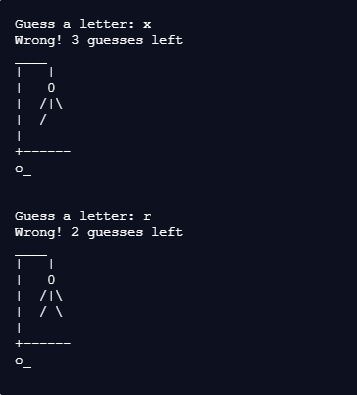 Guess a letter: x
Wrong! 3 guesses left
____
|   |
|   O
|  /|\
|  /
|
+------
o_
Guess a letter: r
Wrong! 2 guesses left
____
|   |
|   O
|  /|\
|  / \
|
+------
o_